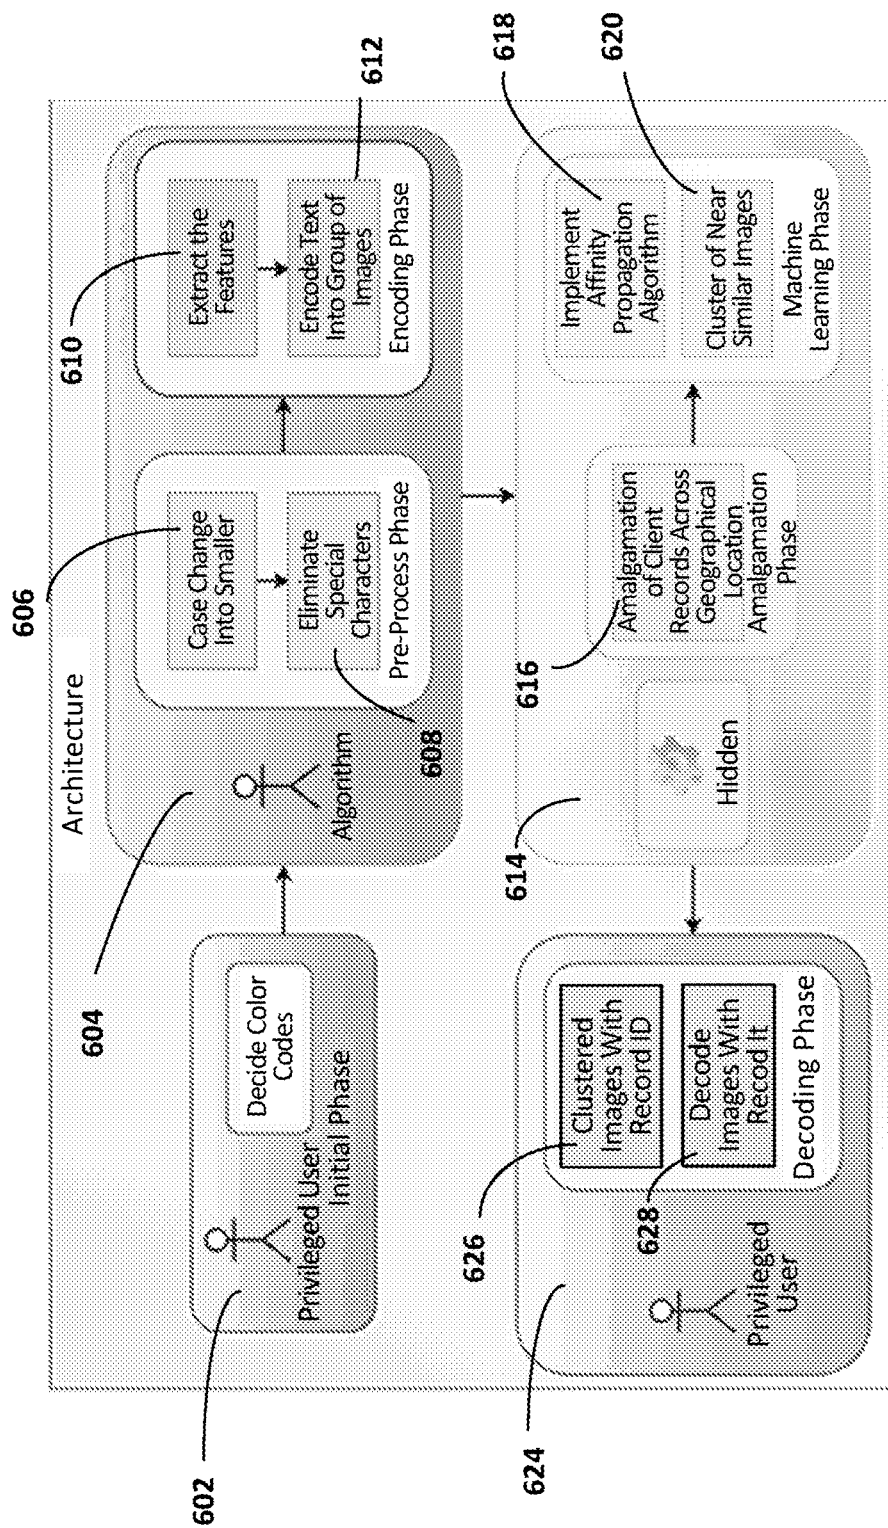 Architecture
602
Privileged User
Initial Phase
Decide Color
Codes
604
Algorithm
606
Case Change
Into Smaller
608
Eliminate
Special
Characters
Pre-Process Phase
610
Extract the
Features
612
Encode Text
Into Group of
Images
Encoding Phase
614
Hidden
616
Amalgamation
of Client
Records Across
Geographical
Location
Amalgamation
Phase
618
Implement
Affinity
Propagation
Algorithm
620
Cluster of Near
Similar Images
Machine
Learning Phase
624
Privileged
User
626
Clustered
Images With
Record ID
628
Decode
Images With
Recod It
Decoding Phase